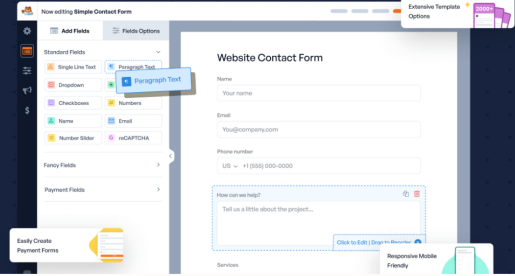 Now editing Simple Contact Form
Extensive Template
Options
2000+
Add Fields
Fields Options
Standard Fields
Single Line Text
Paragraph Text
Paragraph Text
Dropdown
Checkboxes
Numbers
Name
Email
Number Slider
reCAPTCHA
Fancy Fields
Payment Fields
Website Contact Form
Name
Your name
Email
You@company.com
Phone number
US
+1 (555) 000-0000
How can we help?
Tell us a little about the project...
Click to Edit | Drag to Reorder
Services
Easily Create
Payment Forms
Responsive Mobile
Friendly